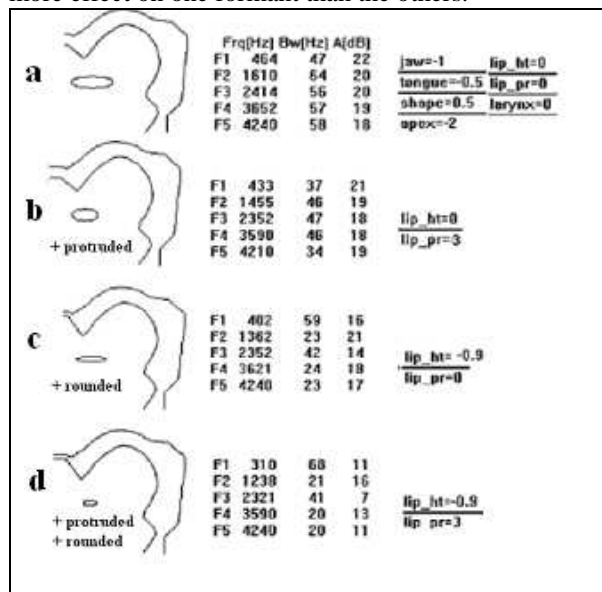 more effect on one formant than the others.
a
Frq[Hz] Bw[Hz] A[dB]
F1 464 47 22
F2 1610 64 20
F3 2414 56 20
F4 3652 57 19
F5 4240 58 18
jaw=-1 lip_ht=0
tongue=-0.5 lip_pr=0
shape=0.5 larynx=0
apex=-2
b
+ protruded
F1 433 37 21
F2 1455 46 19
F3 2352 47 18
F4 3590 46 18
F5 4210 34 19
lip_ht=0
lip_pr=3
c
+ rounded
F1 402 59 16
F2 1362 23 21
F3 2352 42 14
F4 3621 24 18
F5 4240 23 17
lip_ht= -0.9
lip_pr=0
d
+ protruded
+ rounded
F1 310 68 11
F2 1238 21 16
F3 2321 41 7
F4 3590 20 13
F5 4240 20 11
lip_ht=-0.9
lip_pr=3